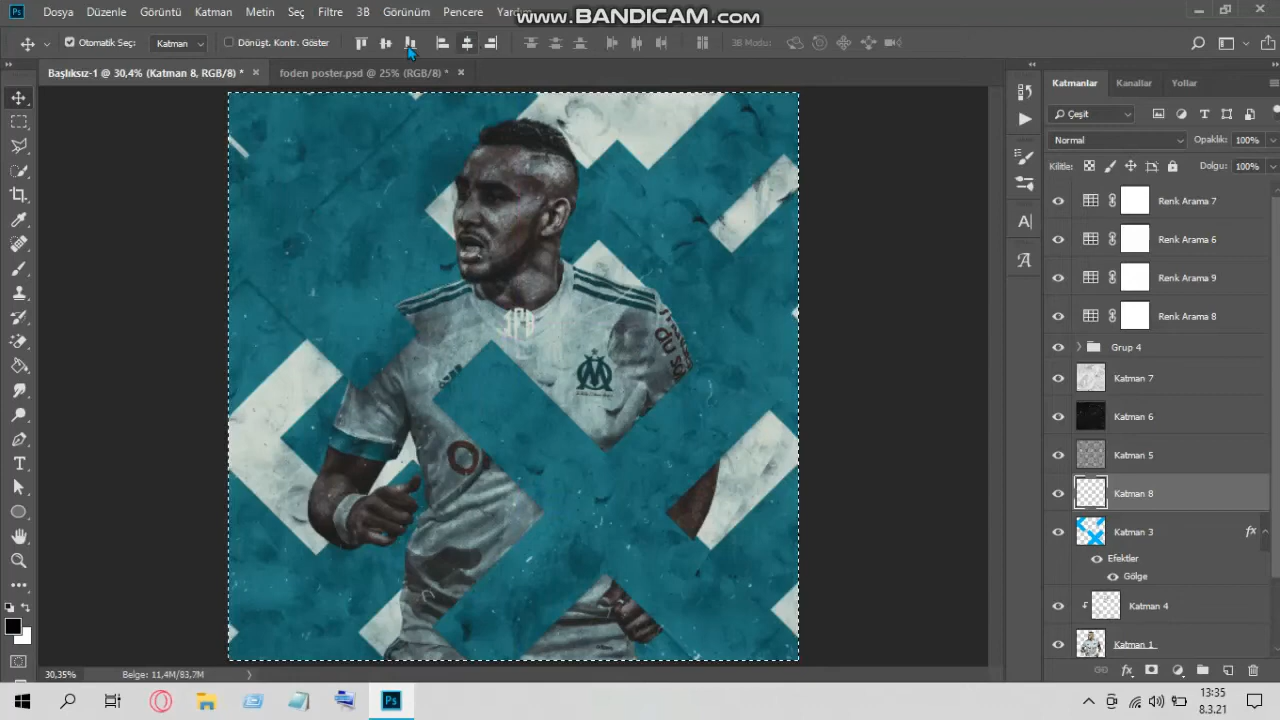 Dosya Düzenle Görüntü Katman Metin Seç Filtre 3B Görünüm Pencere Yardım
www.BANDICAM.com
Otomatik Seç: Katman Dönüşt. Kontr. Göster 3B Modu:
Başlıksız-1 @ 30,4% (Katman 8, RGB/8) * foden poster.psd @ 25% (RGB/8) *
Katmanlar Kanallar Yollar
Çeşit
Normal Opaklık: 100%
Kilitle: Dolgu: 100%
Renk Arama 7
Renk Arama 6
Renk Arama 9
Renk Arama 8
Grup 4
Katman 7
Katman 6
Katman 5
Katman 8
Katman 3 fx
Efektler
Gölge
Katman 4
Katman 1
30,35% Belge: 11,4M/83,7M
13:35
8.3.21